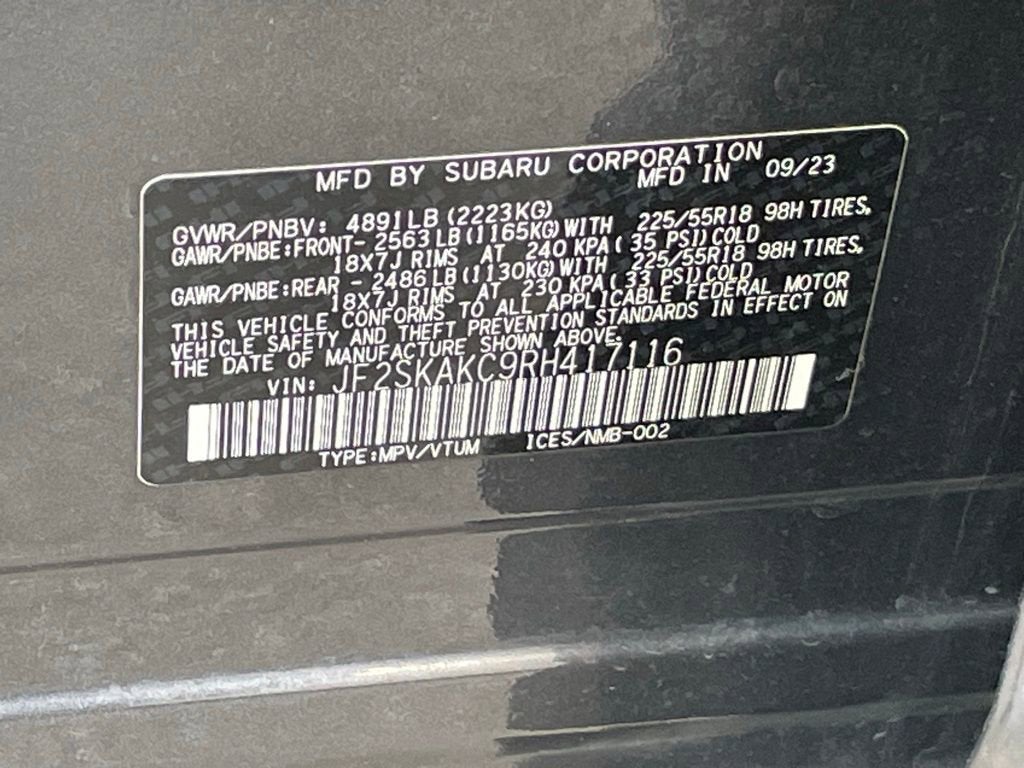 MFD BY SUBARU CORPORATION
MFD IN 09/23
GVWR/PNBV: 4891LB (2223KG)
GAWR/PNBE:FRONT- 2563LB (1165KG) WITH 225/55R18 98H TIRES,
18X7J RIMS AT 240 KPA ( 35 PSI) COLD
GAWR/PNBE:REAR - 2486LB (1130KG) WITH 225/55R18 98H TIRES,
18X7J RIMS AT 230 KPA ( 33 PSI) COLD
THIS VEHICLE CONFORMS TO ALL APPLICABLE FEDERAL MOTOR
VEHICLE SAFETY AND THEFT PREVENTION STANDARDS IN EFFECT ON
THE DATE OF MANUFACTURE SHOWN ABOVE.
VIN: JF2SKAKC9RH417116
TYPE:MPV/VTUM ICES/NMB-002